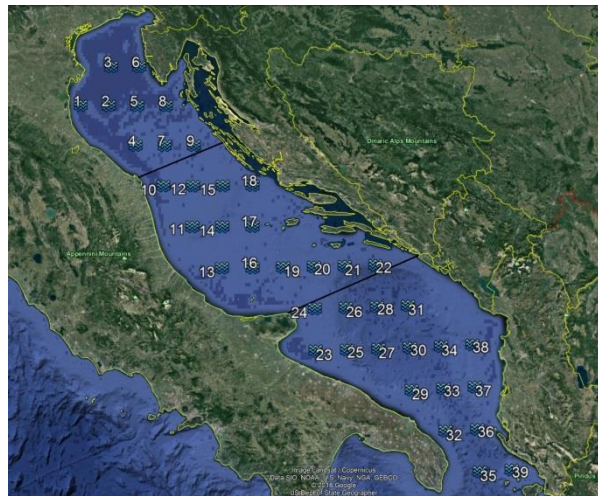 3 6
1 2 5 8
4 7 9
Dinaric Alps Mountains
10 12 15 18
11 14 17
Appennini Mountains
13 16 19 20 21 22
24 26 28 31
23 25 27 30 34 38
29 33 37
32 36
Image Landsat / Copernicus
Data SIO, NOAA, U.S. Navy, NGA, GEBCO
© 2016 Google
US Dept of State Geographer
35 39
Pindus